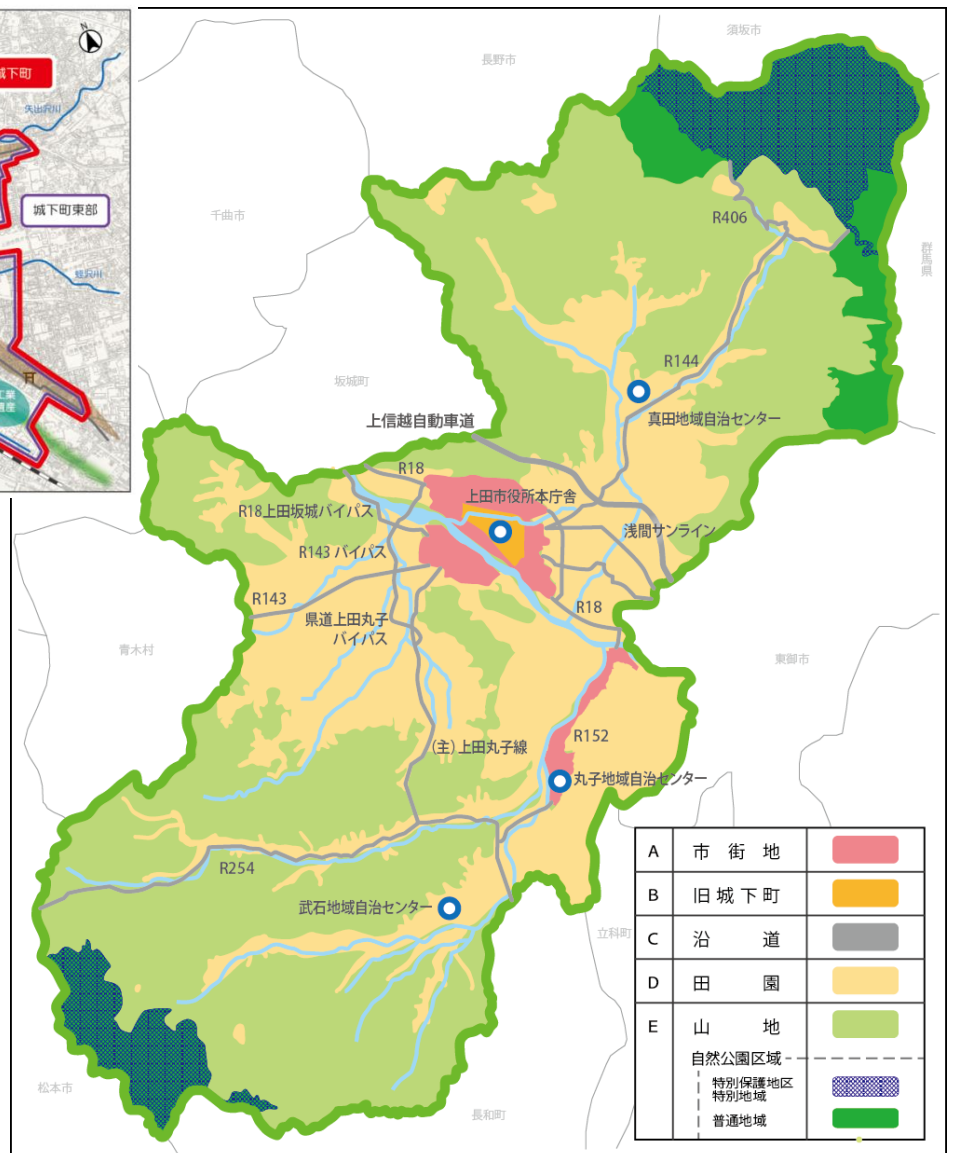 N
城下町
矢出沢川
城下町東部
蛭沢川
工業
遺産
須坂市
長野市
千曲市
群馬県
R406
坂城町
R144
真田地域自治センター
上信越自動車道
R18
上田市役所本庁舎
R18上田坂城バイパス
浅間サンライン
R143 バイパス
R143
R18
県道上田丸子
バイパス
青木村
東御市
R152
(主)上田丸子線
丸子地域自治センター
R254
武石地域自治センター
立科町
松本市
長和町
A 市街地
B 旧城下町
C 沿道
D 田園
E 山地
自然公園区域
特別保護地区
特別地域
普通地域